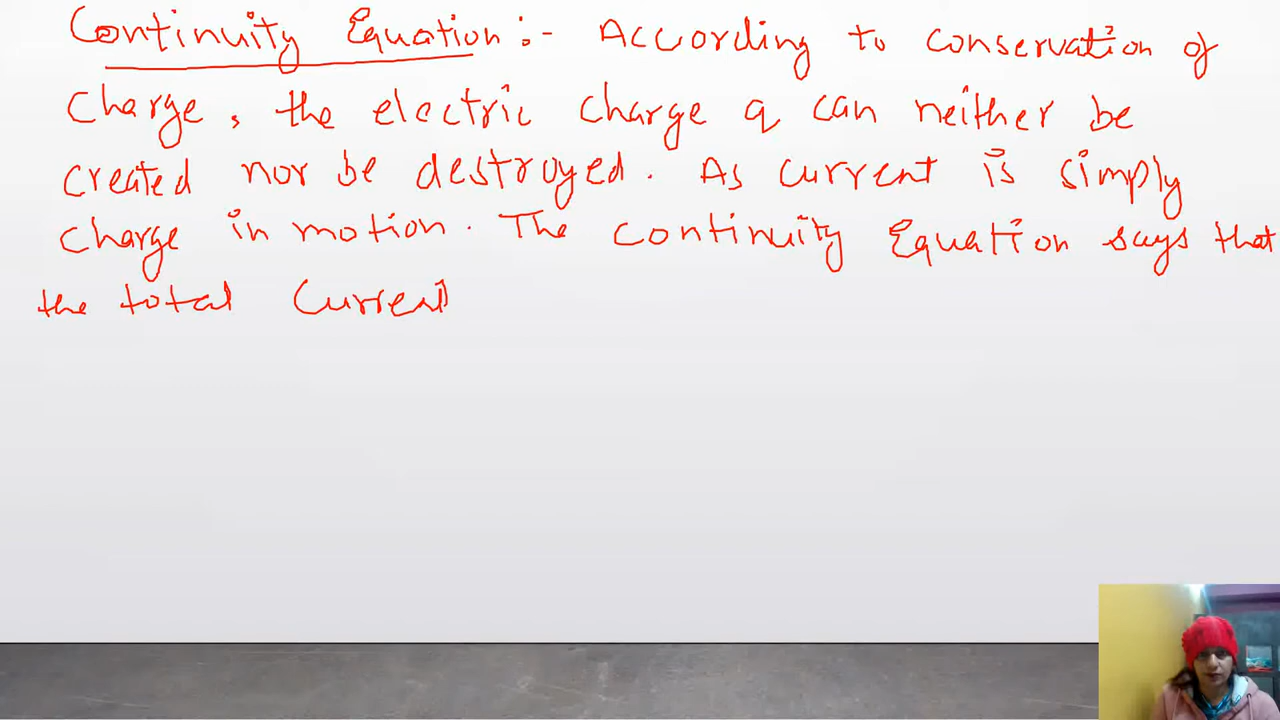 Continuity Equation :- According to conservation of
charge, the electric charge q can neither be
created nor be destroyed. As current is simply
charge in motion. The continuity Equation says that
the total Current